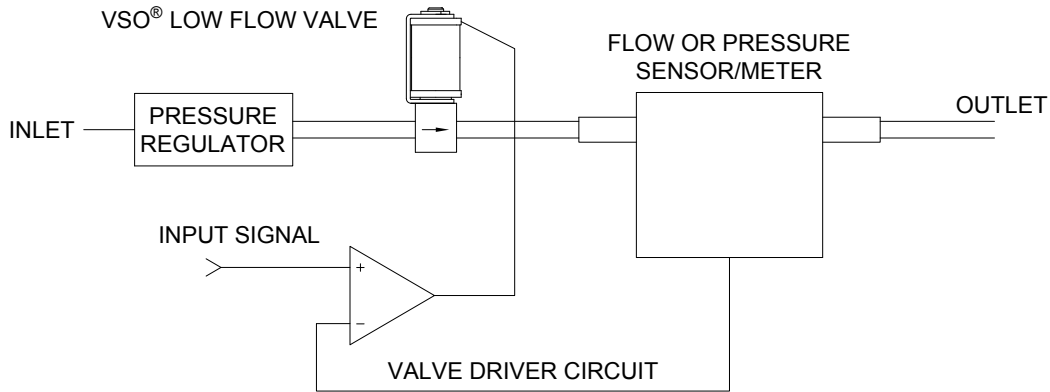 VSO® LOW FLOW VALVE
FLOW OR PRESSURE
SENSOR/METER
INLET
PRESSURE
REGULATOR
OUTLET
INPUT SIGNAL
+
−
VALVE DRIVER CIRCUIT